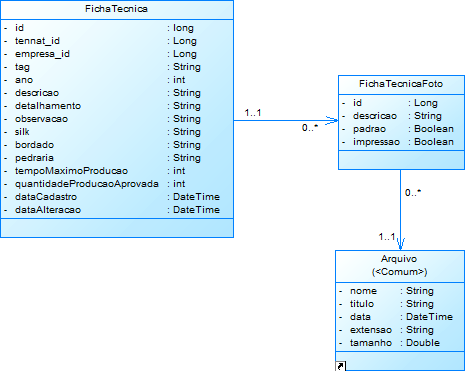 FichaTecnica
- id : long
- tennat_id : Long
- empresa_id : Long
- tag : String
- ano : int
- descricao : String
- detalhamento : String
- observacao : String
- silk : String
- bordado : String
- pedraria : String
- tempoMaximoProducao : int
- quantidadeProducaoAprovada : int
- dataCadastro : DateTime
- dataAlteracao : DateTime
1..1
0..*
FichaTecnicaFoto
- id : Long
- descricao : String
- padrao : Boolean
- impressao : Boolean
0..*
1..1
Arquivo
(<Comum>)
- nome : String
- titulo : String
- data : DateTime
- extensao : String
- tamanho : Double